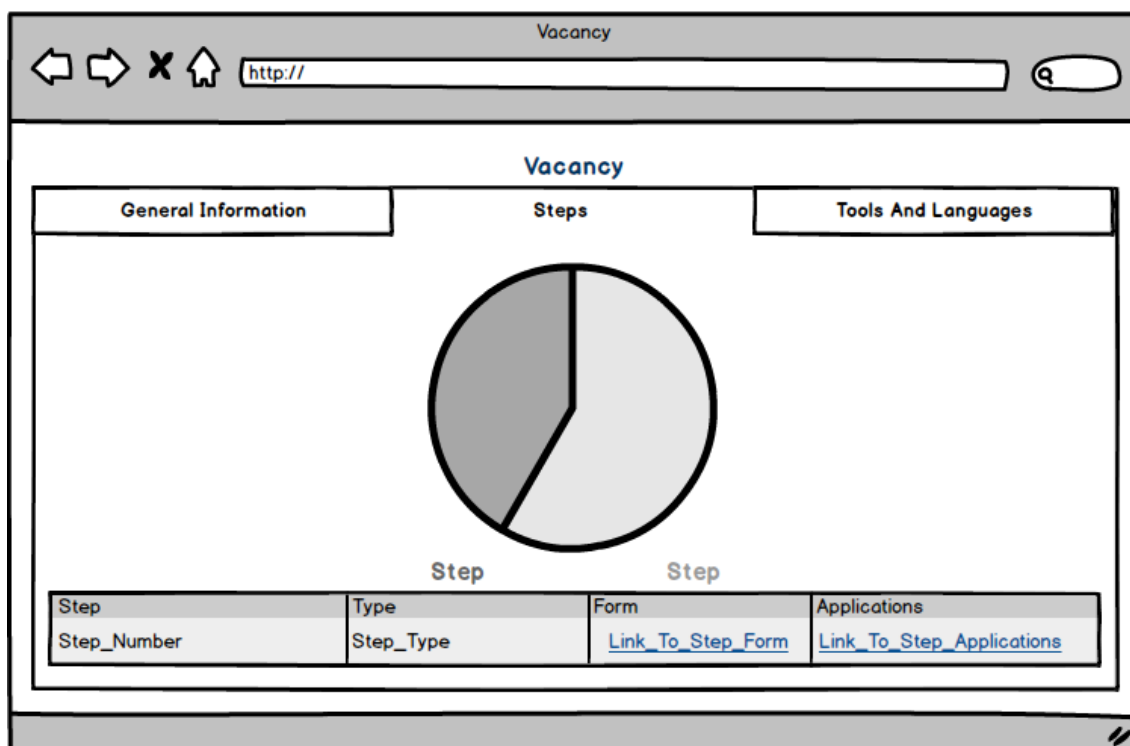 Vacancy
http://
Vacancy
General Information Steps Tools And Languages
Step Step
Step Type Form Applications
Step_Number Step_Type Link_To_Step_Form Link_To_Step_Applications